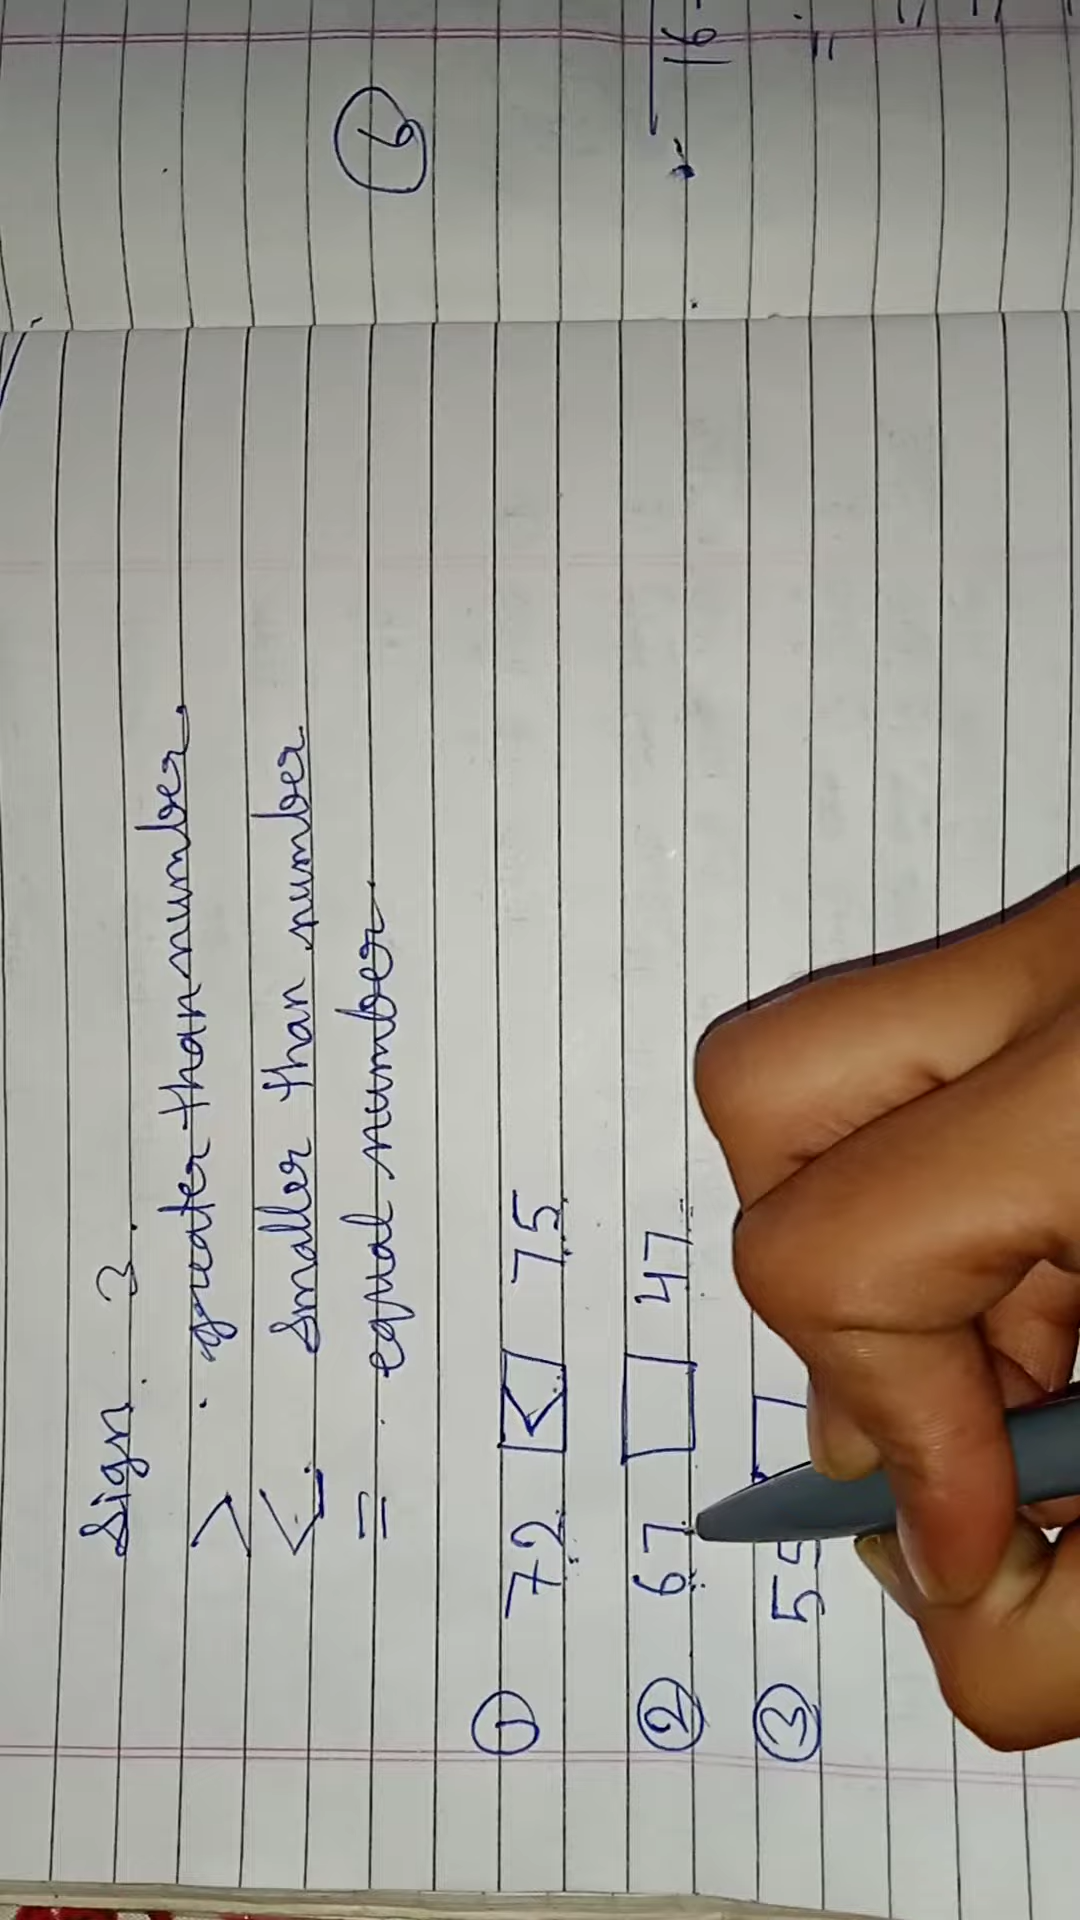 Sign 3.
> . greater than number.
< . Smaller than number
= . equal number.
① 72 < 75
② 67 □ 47
③ 55 □
6
16